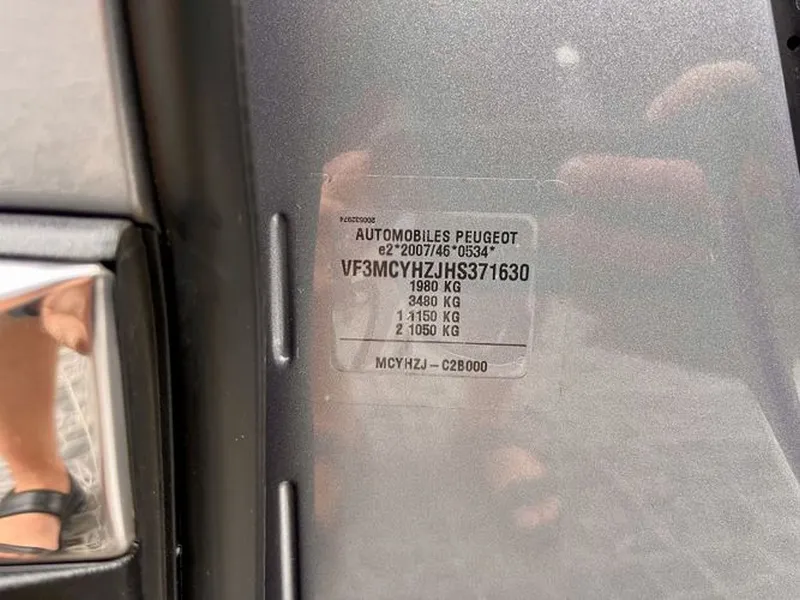 200532974
AUTOMOBILES PEUGEOT
e2*2007/46*0534*
VF3MCYHZJHS371630
1980 KG
3480 KG
1 1150 KG
2 1050 KG
MCYHZJ – C2B000